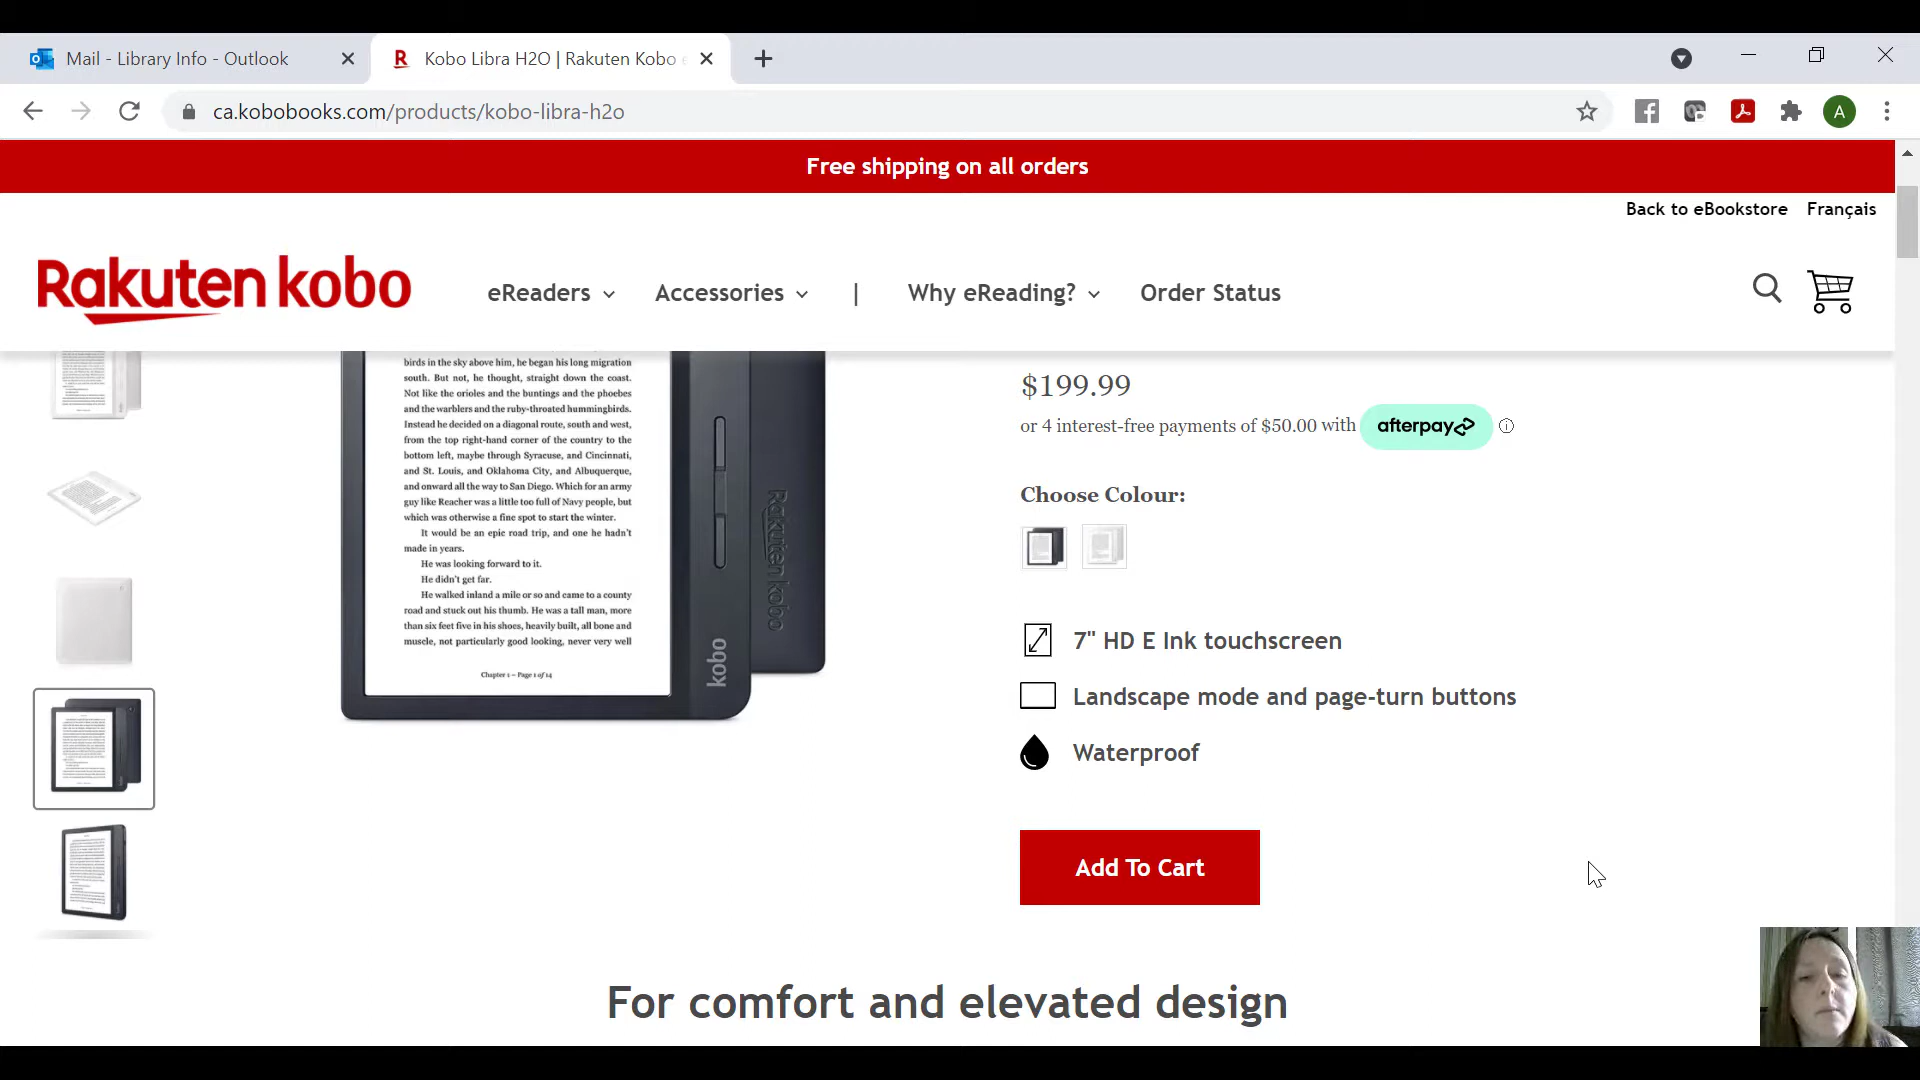 Mail - Library Info - Outlook
Kobo Libra H2O | Rakuten Kobo
ca.kobobooks.com/products/kobo-libra-h2o
A
Free shipping on all orders
Back to eBookstore Français
Rakuten kobo
eReaders Accessories | Why eReading? Order Status
birds in the sky above him, he began his long migration
south. But not, he thought, straight down the coast.
Not like the orioles and the buntings and the phoebes
and the warblers and the ruby-throated hummingbirds.
Instead he decided on a diagonal route, south and west,
from the top right-hand corner of the country to the
bottom left, maybe through Syracuse, and Cincinnati,
and St. Louis, and Oklahoma City, and Albuquerque,
and onward all the way to San Diego. Which for an army
guy like Reacher was a little too full of Navy people, but
which was otherwise a fine spot to start the winter.
It would be an epic road trip, and one he hadn't
made in years.
He was looking forward to it.
He didn't get far.
He walked inland a mile or so and came to a county
road and stuck out his thumb. He was a tall man, more
than six feet five in his shoes, heavily built, all bone and
muscle, not particularly good looking, never very well
Chapter 1 – Page 1 of 14
kobo
Rakuten kobo
$199.99
or 4 interest-free payments of $50.00 with afterpay
Choose Colour:
7" HD E Ink touchscreen
Landscape mode and page-turn buttons
Waterproof
Add To Cart
For comfort and elevated design